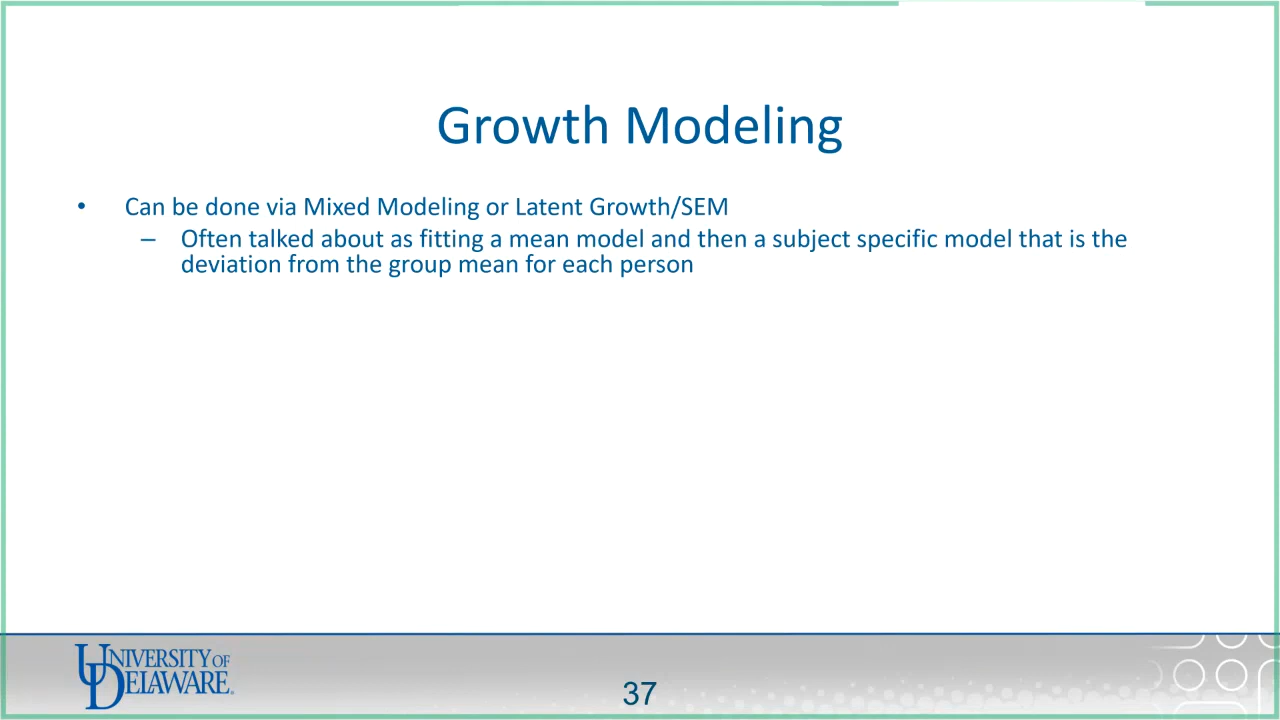 Growth Modeling
• Can be done via Mixed Modeling or Latent Growth/SEM
– Often talked about as fitting a mean model and then a subject specific model that is the
deviation from the group mean for each person
UNIVERSITY OF
DELAWARE.
37